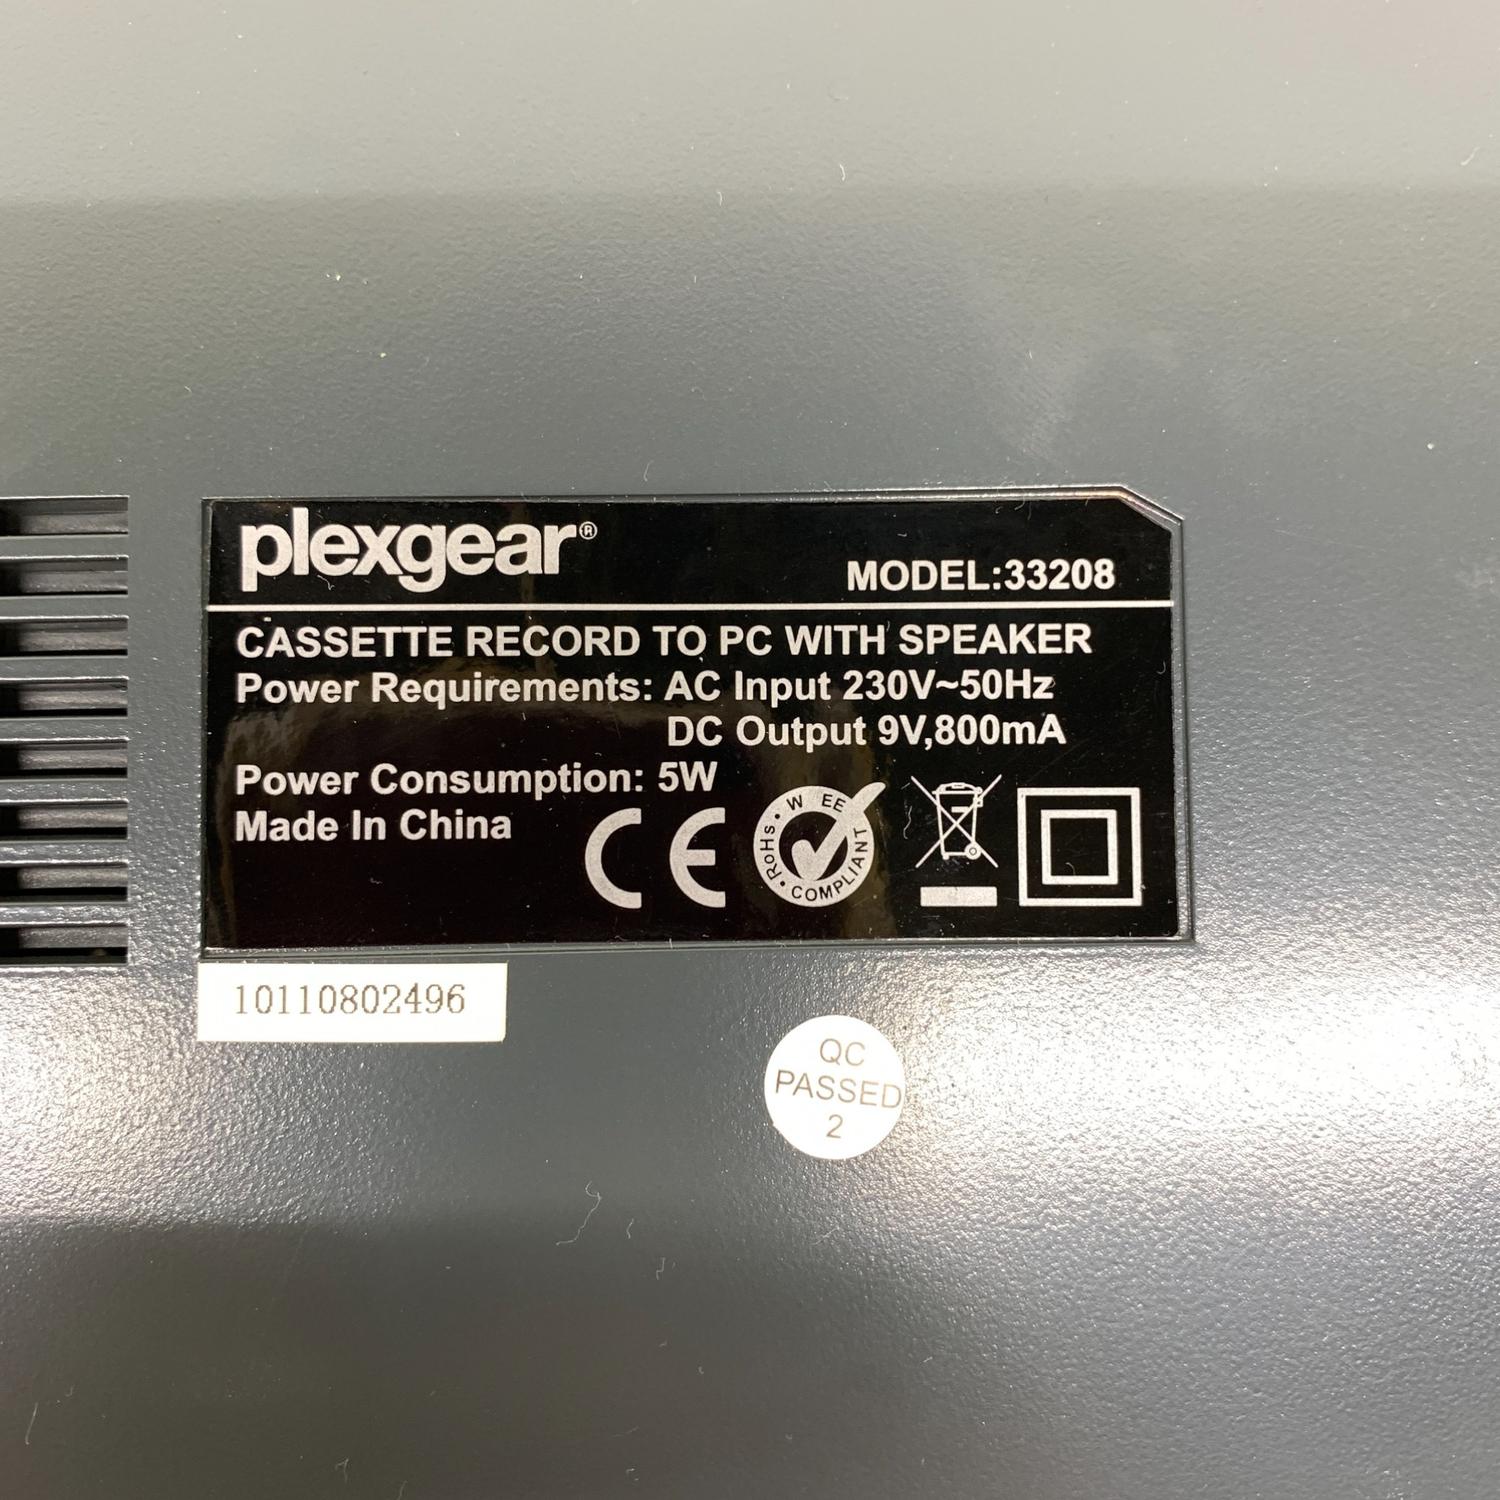 plexgear®
MODEL:33208
CASSETTE RECORD TO PC WITH SPEAKER
Power Requirements: AC Input 230V~50Hz
DC Output 9V,800mA
Power Consumption: 5W
Made In China
CE
RoHS • WEEE • COMPLIANT
10110802496
QC
PASSED
2